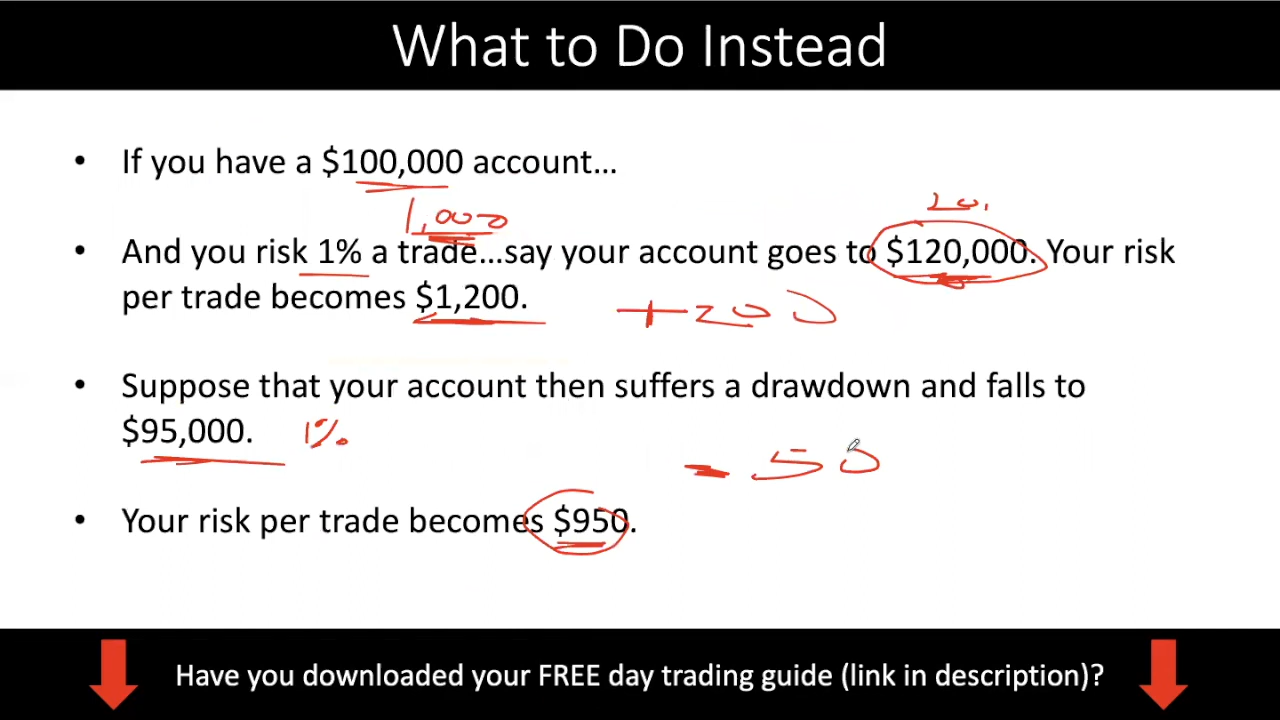 What to Do Instead
• If you have a $100,000 account...
1,000
20.
• And you risk 1% a trade...say your account goes to $120,000. Your risk
per trade becomes $1,200.
+200
• Suppose that your account then suffers a drawdown and falls to
$95,000.
1%
- 50
• Your risk per trade becomes $950.
Have you downloaded your FREE day trading guide (link in description)?